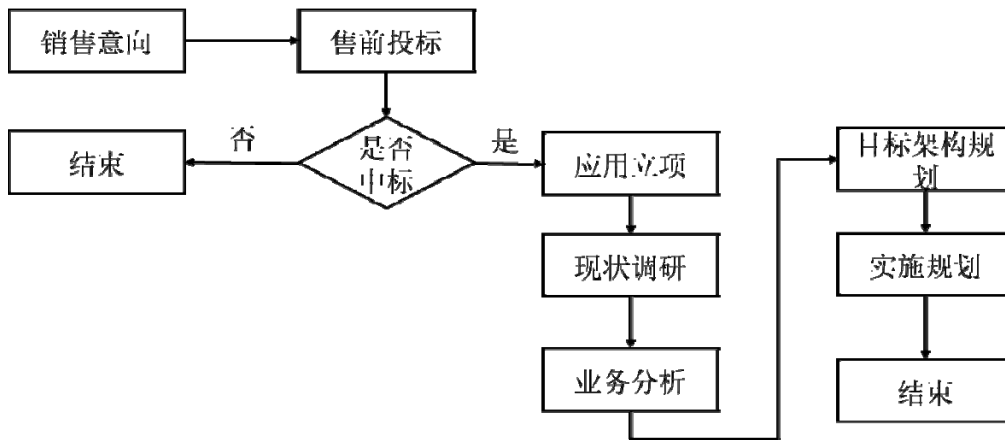 销售意向
售前投标
结束
否
是否
中标
是
应用立项
目标架构规
划
现状调研
实施规划
业务分析
结束